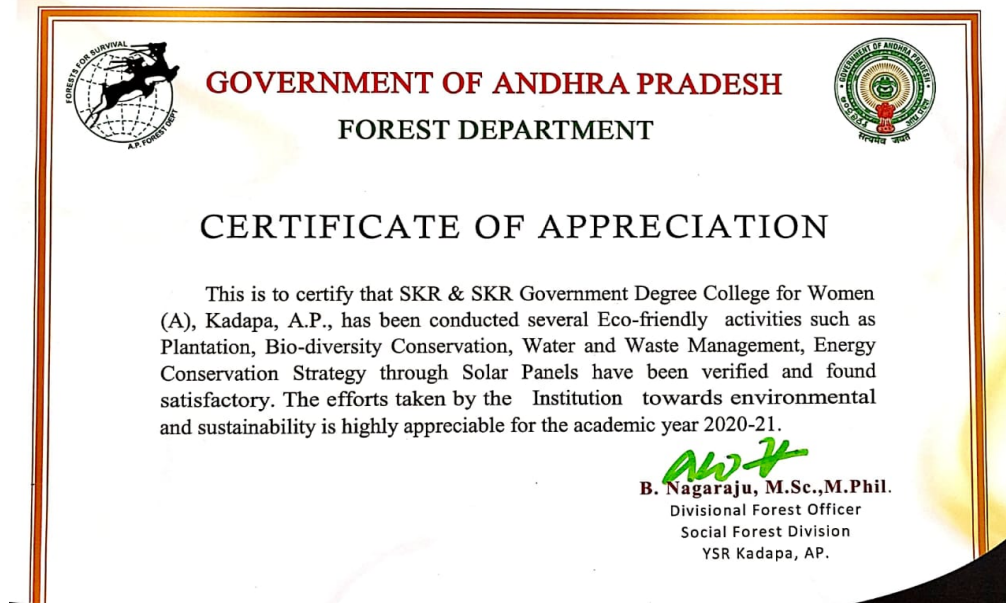 FORESTS FOR SURVIVAL
A.P. FOREST DEPT
GOVERNMENT OF ANDHRA PRADESH
FOREST DEPARTMENT
GOVERNMENT OF ANDHRA PRADESH
सत्यमेव जयते
CERTIFICATE OF APPRECIATION
This is to certify that SKR & SKR Government Degree College for Women
(A), Kadapa, A.P., has been conducted several Eco-friendly activities such as
Plantation, Bio-diversity Conservation, Water and Waste Management, Energy
Conservation Strategy through Solar Panels have been verified and found
satisfactory. The efforts taken by the Institution towards environmental
and sustainability is highly appreciable for the academic year 2020-21.
B. Nagaraju, M.Sc.,M.Phil.
Divisional Forest Officer
Social Forest Division
YSR Kadapa, AP.